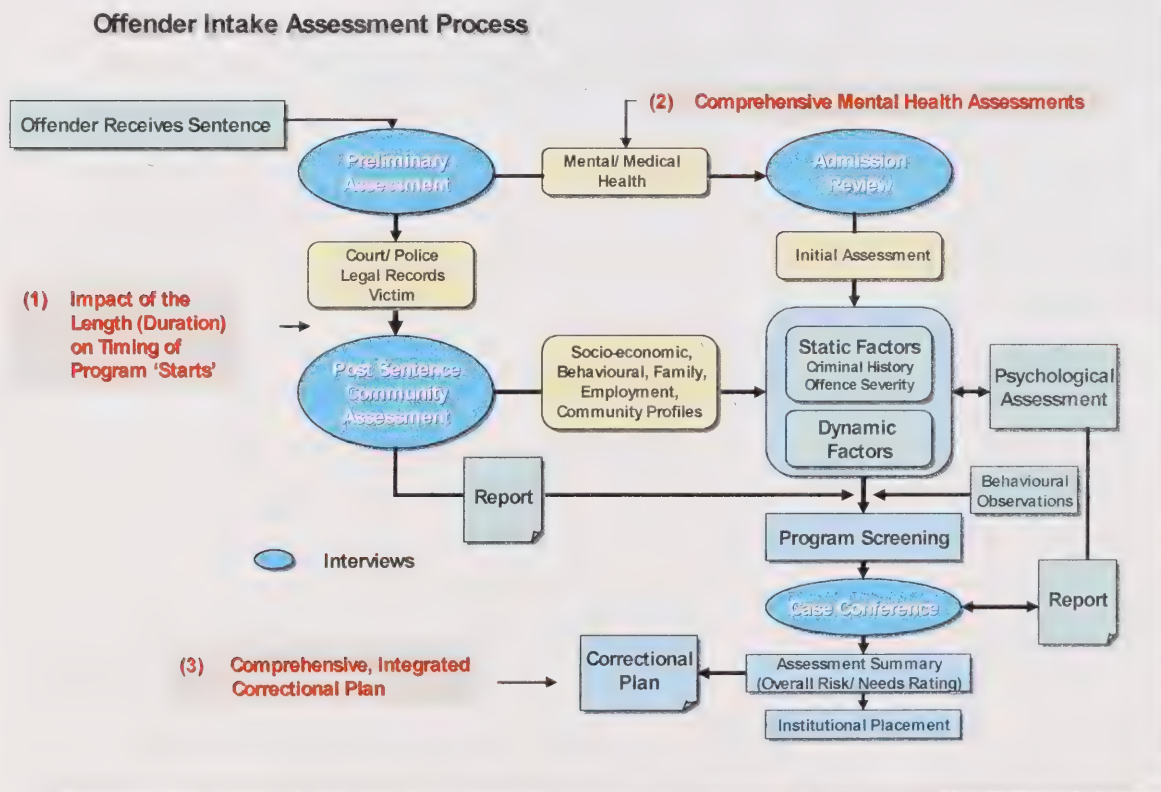 Offender Intake Assessment Process
(2) Comprehensive Mental Health Assessments
Offender Receives Sentence
Preliminary
Assessment
Mental/ Medical
Health
Admission
Review
Court/ Police
Legal Records
Victim
Initial Assessment
(1) Impact of the
Length (Duration)
on Timing of
Program 'Starts'
Post Sentence
Community
Assessment
Socio-economic,
Behavioural, Family,
Employment,
Community Profiles
Static Factors
Criminal History
Offence Severity
Dynamic
Factors
Psychological
Assessment
Report
Behavioural
Observations
Program Screening
Interviews
Case Conference
Report
(3) Comprehensive, Integrated
Correctional Plan
Correctional
Plan
Assessment Summary
(Overall Risk/ Needs Rating)
Institutional Placement